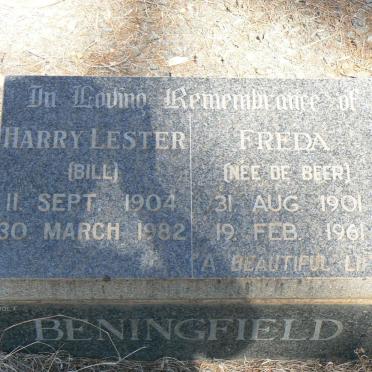 In Loving Remembrance of
HARRY LESTER
(BILL)
11 SEPT. 1904
30 MARCH 1982
FREDA
(NEE DE BEER)
31 AUG. 1901
19. FEB. 1961
"A BEAUTIFUL LI
BENINGFIELD